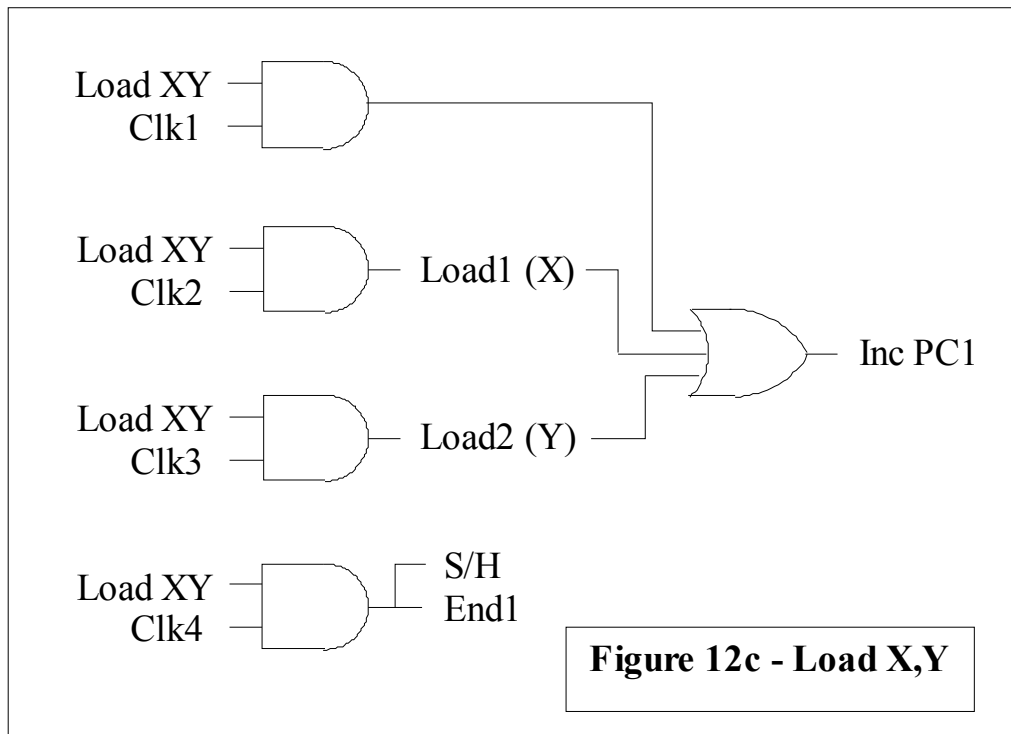 Load XY
Clk1
Load XY
Clk2
Load1 (X)
Inc PC1
Load XY
Clk3
Load2 (Y)
Load XY
Clk4
S/H
End1
Figure 12c - Load X,Y